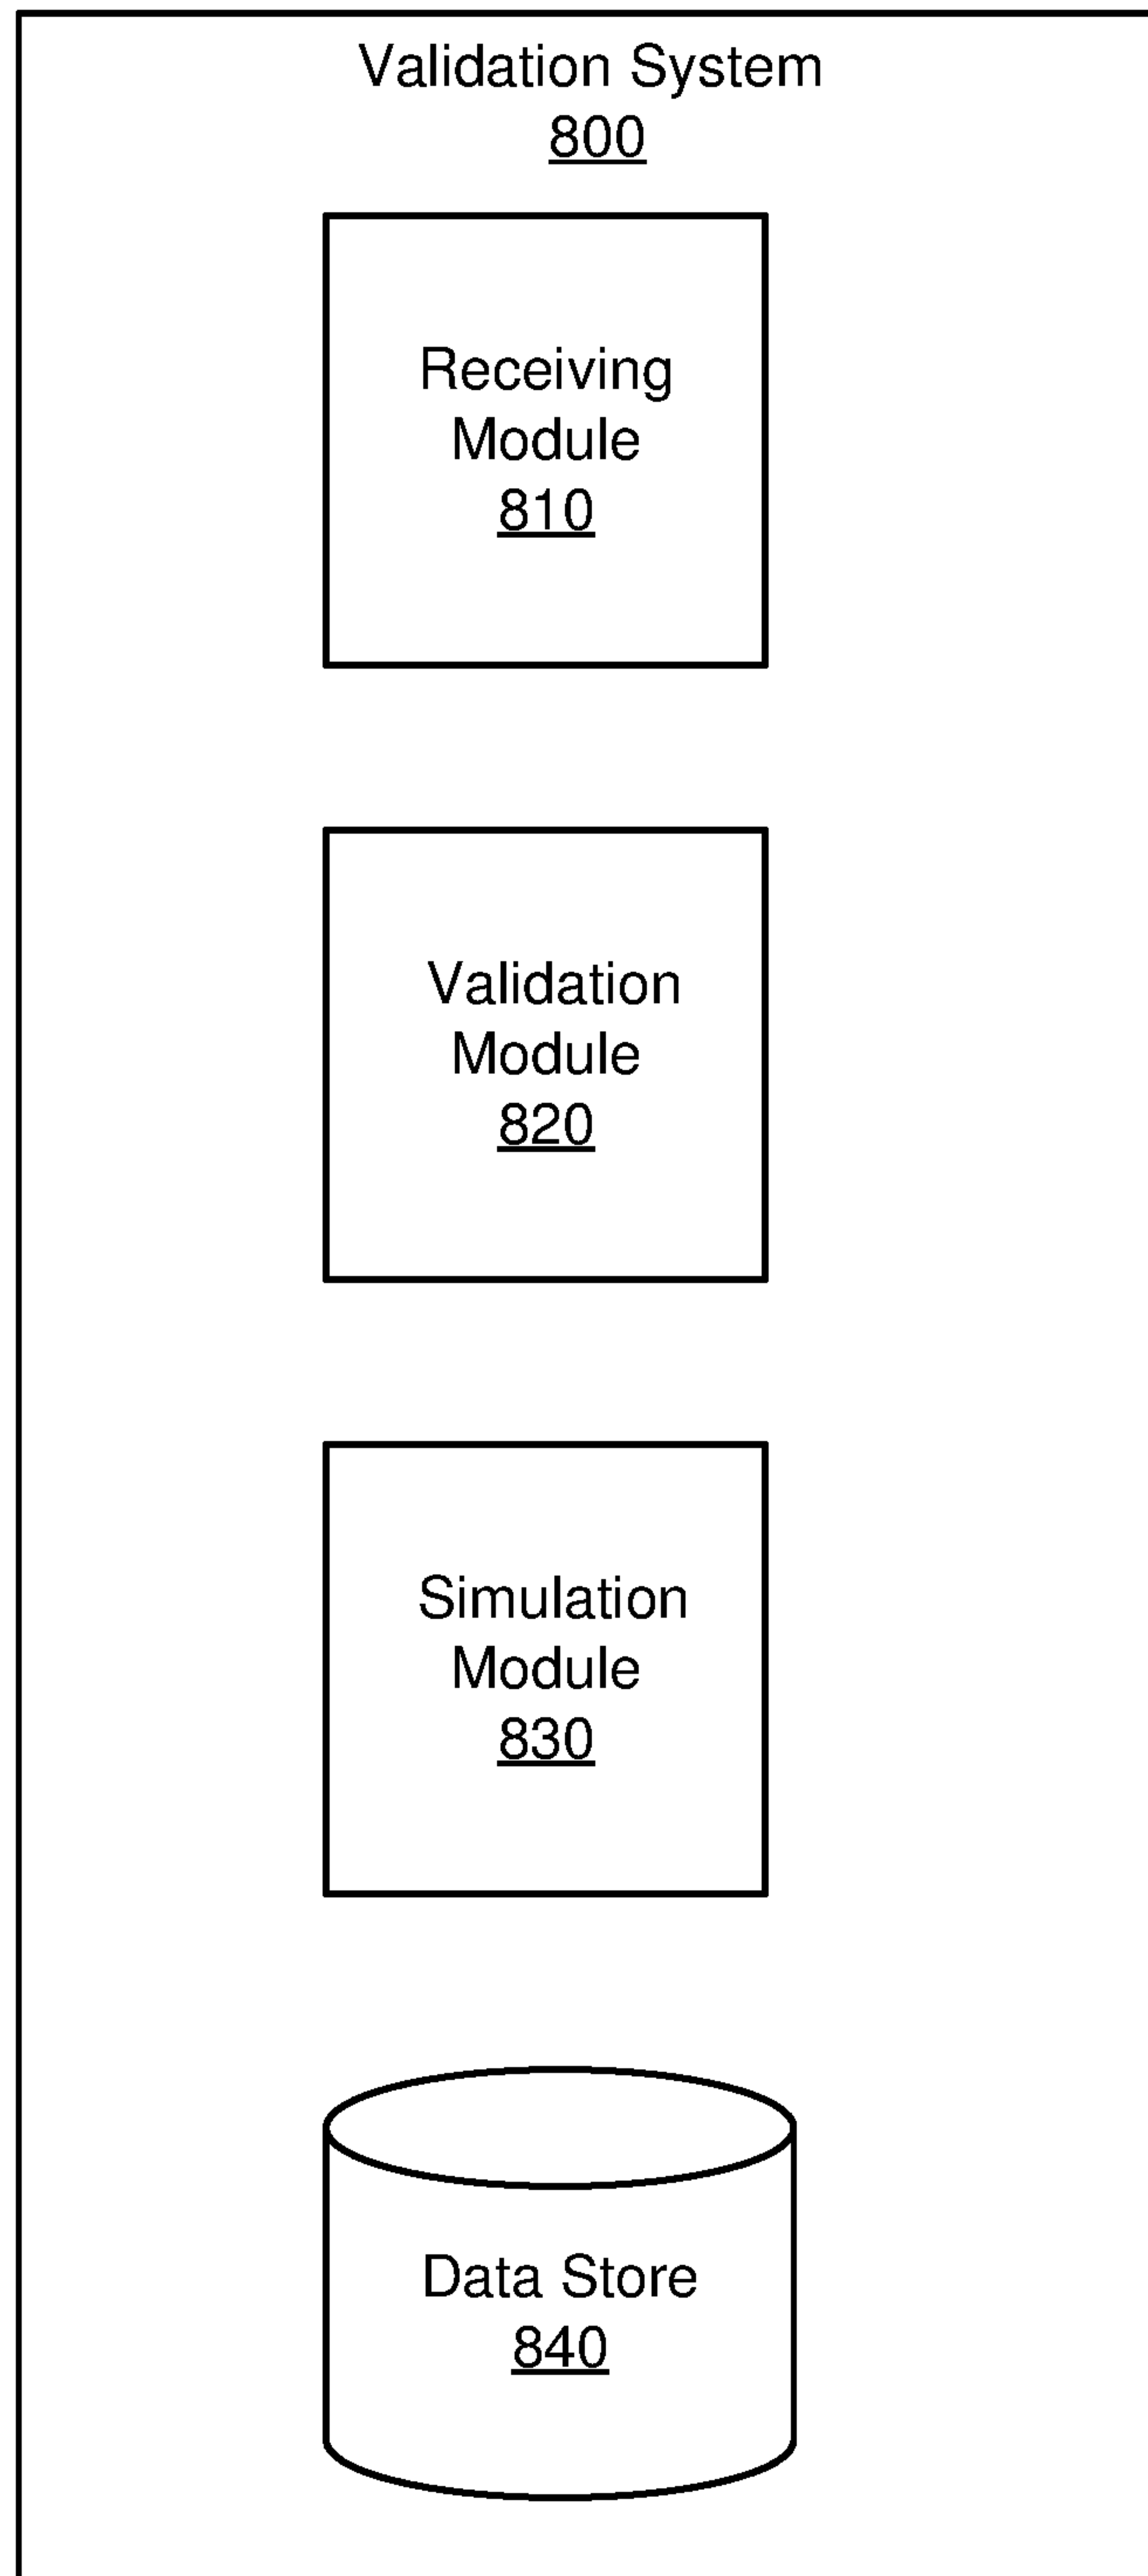 Validation System
800
Receiving
Module
810
Validation
Module
820
Simulation
Module
830
Data Store
840